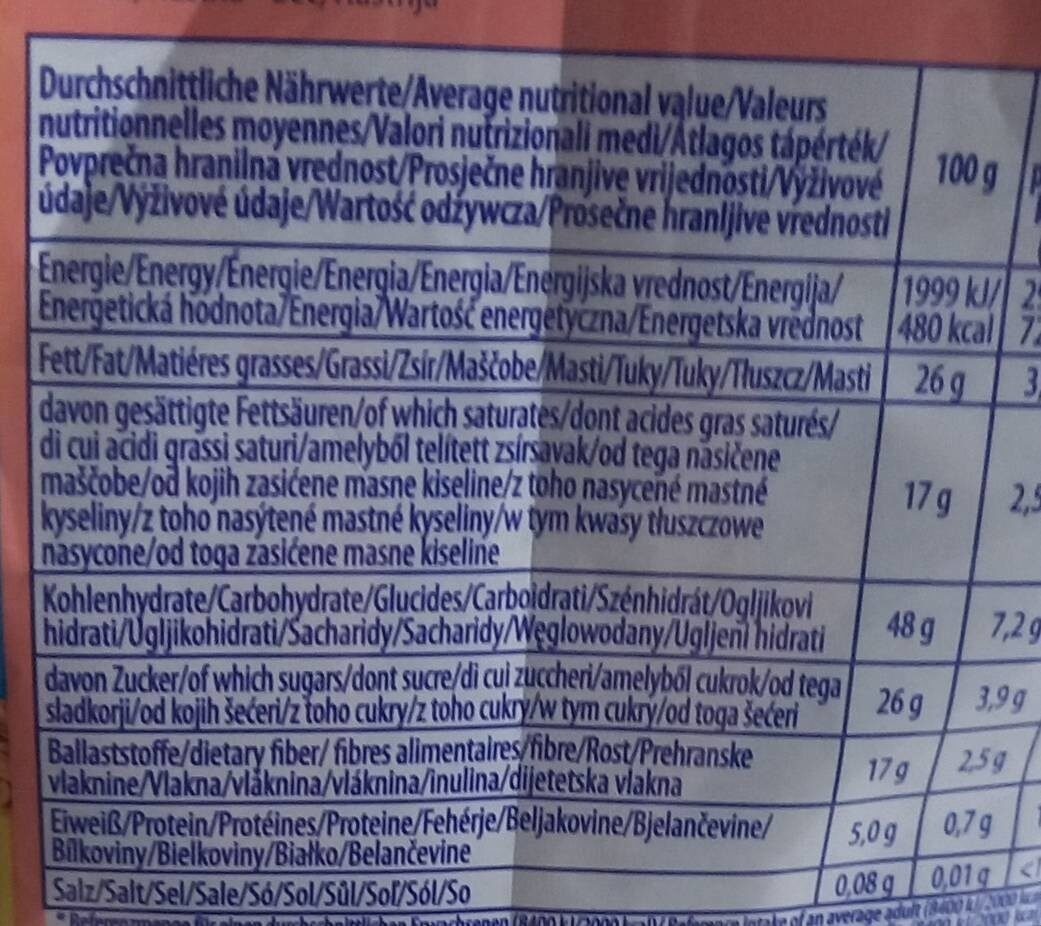 Durchschnittliche Nährwerte/Average nutritional value/Valeurs
nutritionnelles moyennes/Valori nutrizionali medi/Átlagos tápérték/
Povprečna hranilna vrednost/Prosječne hranjive vrijednosti/Výživové
údaje/Výživové údaje/Wartość odżywcza/Prosečne hranljive vrednosti
100 g
Energie/Energy/Énergie/Energia/Energia/Energijska vrednost/Energija/
Energetická hodnota/Energia/Wartość energetyczna/Energetska vrednost
1999 kJ/
480 kcal
Fett/Fat/Matiéres grasses/Grassi/Zsír/Maščobe/Masti/Tuky/Tuky/Tłuszcz/Masti
26 g
davon gesättigte Fettsäuren/of which saturates/dont acides gras saturés/
di cui acidi grassi saturi/amelyből telített zsírsavak/od tega nasičene
maščobe/od kojih zasićene masne kiseline/z toho nasycené mastné
kyseliny/z toho nasýtené mastné kyseliny/w tym kwasy tłuszczowe
nasycone/od toga zasićene masne kiseline
17 g 2,5
Kohlenhydrate/Carbohydrate/Glucides/Carboidrati/Szénhidrát/Ogljikovi
hidrati/Ugljikohidrati/Sacharidy/Sacharidy/Węglowodany/Ugljeni hidrati
48 g 7,2 g
davon Zucker/of which sugars/dont sucre/di cui zuccheri/amelyből cukrok/od tega
sladkorji/od kojih šećeri/z toho cukry/z toho cukry/w tym cukry/od toga šećeri
26 g 3,9 g
Ballaststoffe/dietary fiber/ fibres alimentaires/fibre/Rost/Prehranske
vlaknine/Vlakna/vláknina/vláknina/inulina/dijetetska vlakna
17 g 2,5 g
Eiweiß/Protein/Protéines/Proteine/Fehérje/Beljakovine/Bjelančevine/
Bílkoviny/Bielkoviny/Białko/Belančevine
5,0 g 0,7 g
Salz/Salt/Sel/Sale/Só/Sol/Sůl/Soľ/Sól/So
0,08 g 0,01 g
of an average adult (8400 kJ/2000